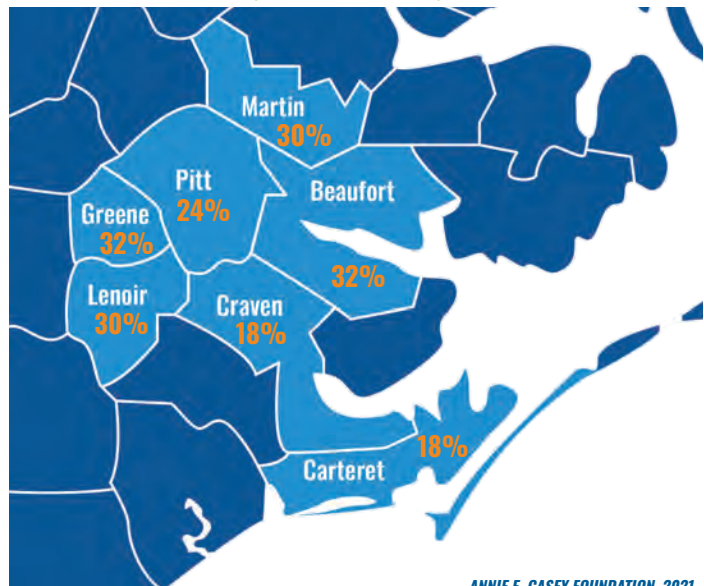 Martin
30%
Pitt
24%
Beaufort
Greene
32%
32%
Lenoir
30%
Craven
18%
18%
Carteret
ANNIE E. CASEY FOUNDATION, 2021